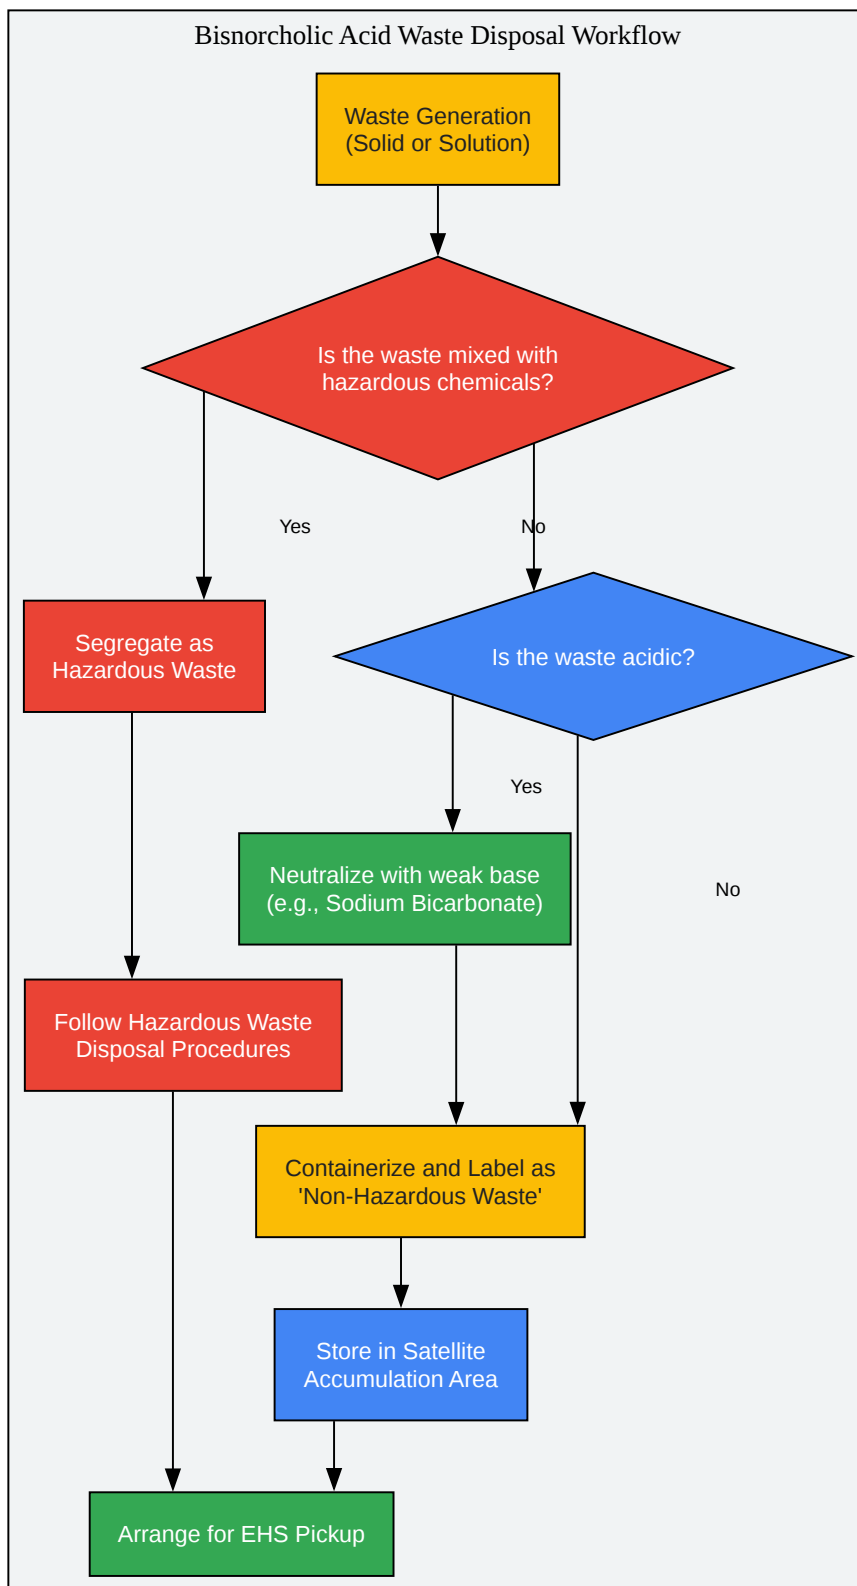 Bisnorcholic Acid Waste Disposal Workflow
Waste Generation
(Solid or Solution)
Is the waste mixed with
hazardous chemicals?
Yes
No
Segregate as
Hazardous Waste
Is the waste acidic?
Yes
Neutralize with weak base
(e.g., Sodium Bicarbonate)
No
Follow Hazardous Waste
Disposal Procedures
Containerize and Label as
'Non-Hazardous Waste'
Store in Satellite
Accumulation Area
Arrange for EHS Pickup